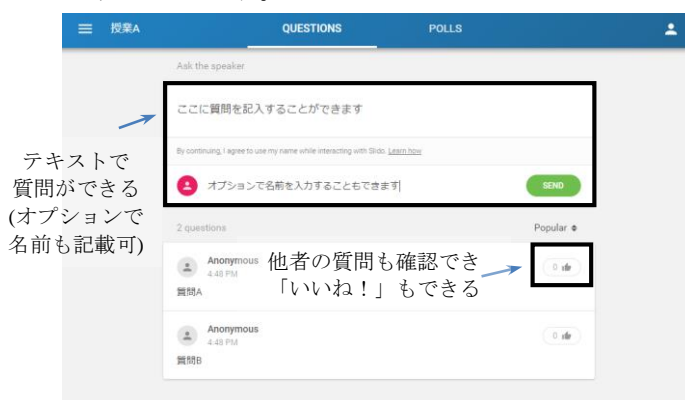 授業A QUESTIONS POLLS
Ask the speaker
ここに質問を記入することができます
By continuing, I agree to use my name while interacting with Slido. Learn how
オプションで名前を入力することもできます
SEND
テキストで
質問ができる
(オプションで
名前も記載可)
2 questions Popular
Anonymous
4:48 PM
質問A
0
他者の質問も確認でき
「いいね！」もできる
Anonymous
4:48 PM
質問B
0